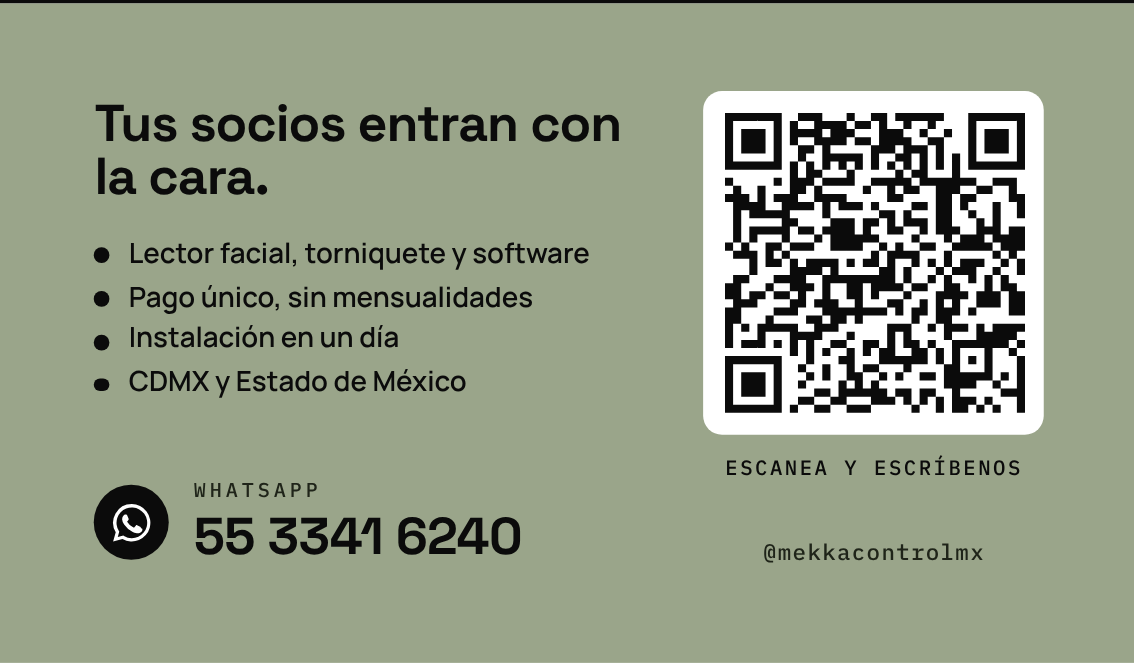 Tus socios entran con
la cara.
Lector facial, torniquete y software
Pago único, sin mensualidades
Instalación en un día
CDMX y Estado de México
WHATSAPP
55 3341 6240
ESCANEA Y ESCRÍBENOS
@mekkacontrolmx